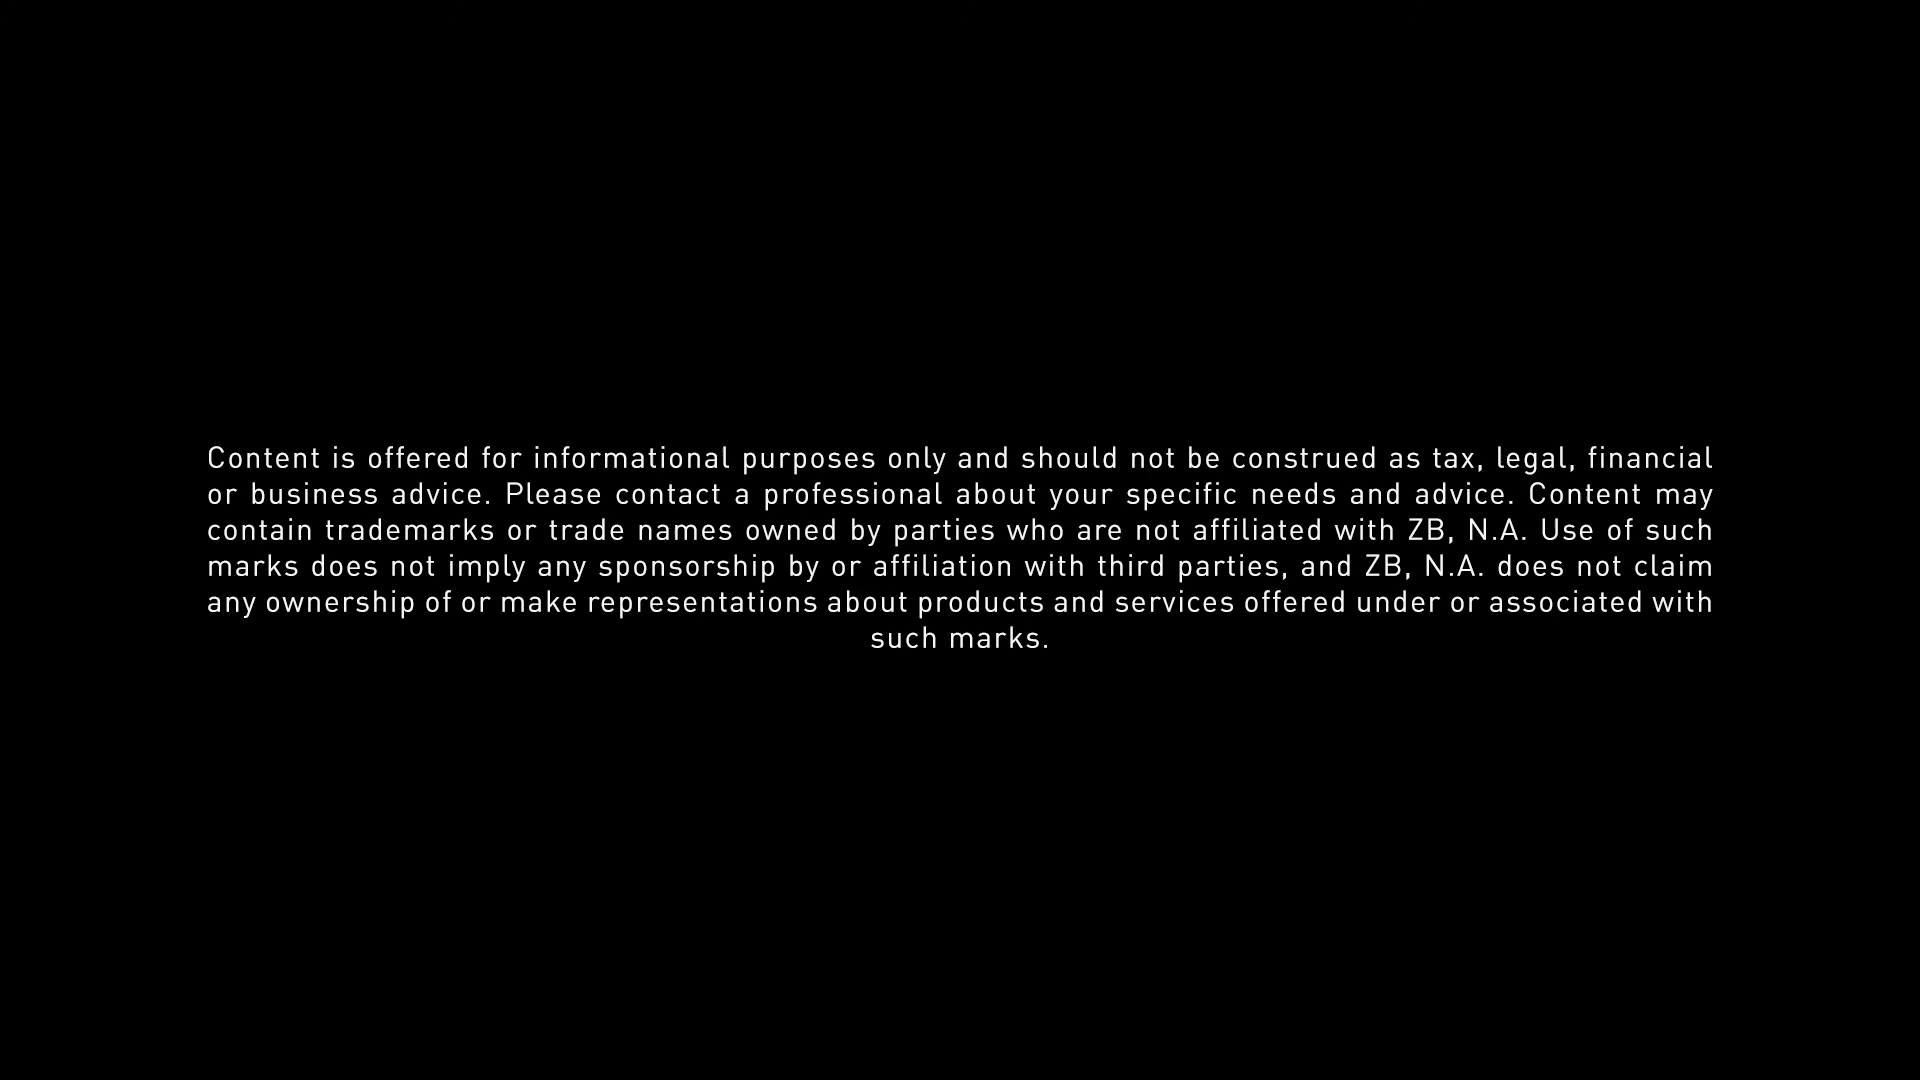 Content is offered for informational purposes only and should not be construed as tax, legal, financial
or business advice. Please contact a professional about your specific needs and advice. Content may
contain trademarks or trade names owned by parties who are not affiliated with ZB, N.A. Use of such
marks does not imply any sponsorship by or affiliation with third parties, and ZB, N.A. does not claim
any ownership of or make representations about products and services offered under or associated with
such marks.